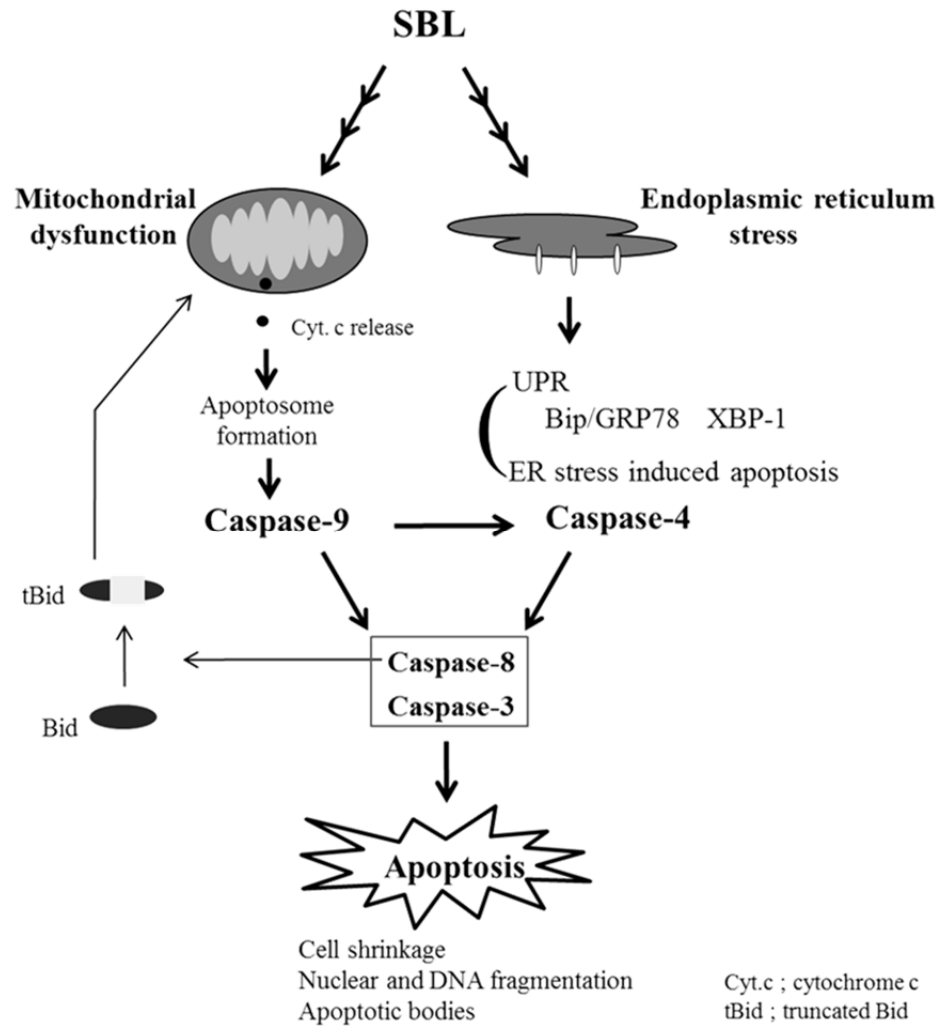 SBL
Mitochondrial
dysfunction
Endoplasmic reticulum
stress
Cyt. c release
Apoptosome
formation
UPR
Bip/GRP78 XBP-1
ER stress induced apoptosis
Caspase-9
Caspase-4
tBid
Bid
Caspase-8
Caspase-3
Apoptosis
Cell shrinkage
Nuclear and DNA fragmentation
Apoptotic bodies
Cyt.c ; cytochrome c
tBid ; truncated Bid